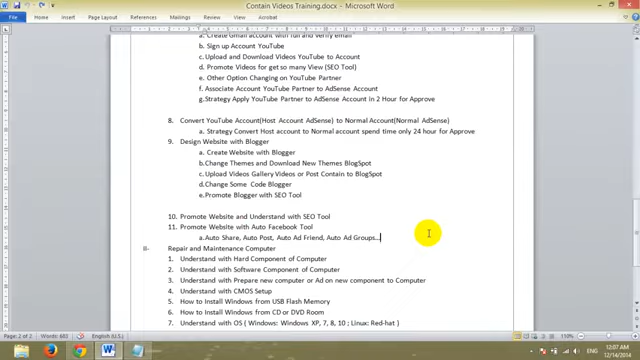 Contain Videos Training.docx - Microsoft Word
File Home Insert Page Layout References Mailings Review View Acrobat
a. Create Gmail account with full and verify email
b. Sign up Account YouTube
c. Upload and Download Videos YouTube to Account
d. Promote Videos for get so many View (SEO Tool)
e. Other Option Changing on YouTube Partner
f. Associate Account YouTube Partner to AdSense Account
g. Strategy Apply YouTube Partner to AdSense Account in 2 Hour for Approve
8. Convert YouTube Account(Host Account AdSense) to Normal Account(Normal AdSense)
a. Strategy Convert Host account to Normal account spend time only 24 hour for Approve
9. Design Website with Blogger
a. Create Website with Blogger
b. Change Themes and Download New Themes BlogSpot
c. Upload Videos Gallery Videos or Post Contain to BlogSpot
d. Change Some Code Blogger
e. Promote Blogger with SEO Tool
10. Promote Website and Understand with SEO Tool
11. Promote Website with Auto Facebook Tool
a. Auto Share, Auto Post, Auto Ad Friend, Auto Ad Groups...
II- Repair and Maintenance Computer
1. Understand with Hard Component of Computer
2. Understand with Software Component of Computer
3. Understand with Prepare new computer or Ad on new component to Computer
4. Understand with CMOS Setup
5. How to Install Windows from USB Flash Memory
6. How to Install Windows from CD or DVD Room
7. Understand with OS ( Windows: Windows XP, 7, 8, 10 ; Linux: Red-hat )
Page: 2 of 2 Words: 683 English (U.S.) 110%
12:07 AM
12/14/2014